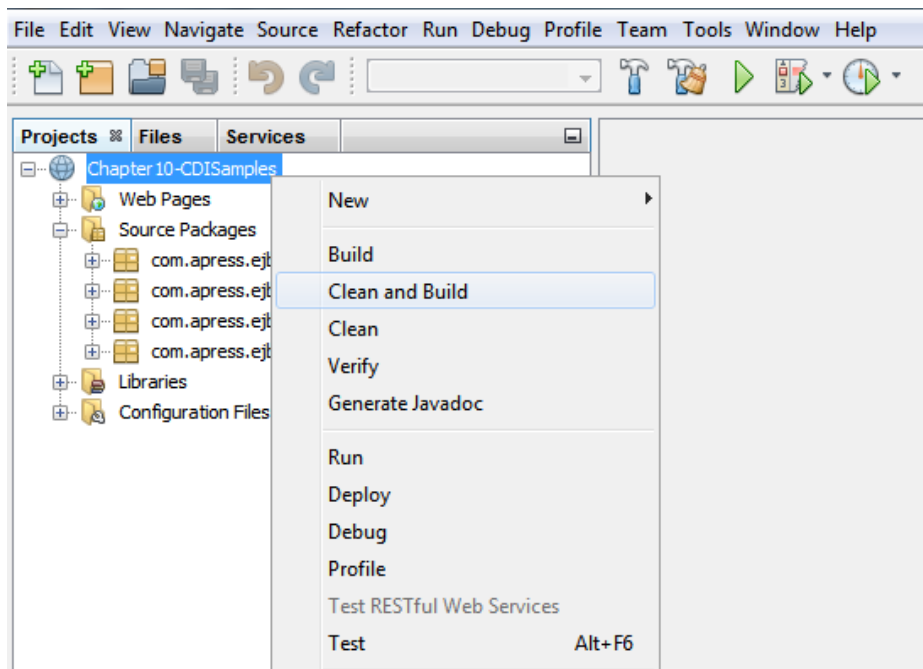 File Edit View Navigate Source Refactor Run Debug Profile Team Tools Window Help
Projects Files Services
Chapter10-CDISamples
Web Pages
New
Source Packages
Build
com.apress.ejb
com.apress.ejb
Clean and Build
com.apress.ejb
Clean
com.apress.ejb
Verify
Libraries
Generate Javadoc
Configuration Files
Run
Deploy
Debug
Profile
Test RESTful Web Services
Test Alt+F6